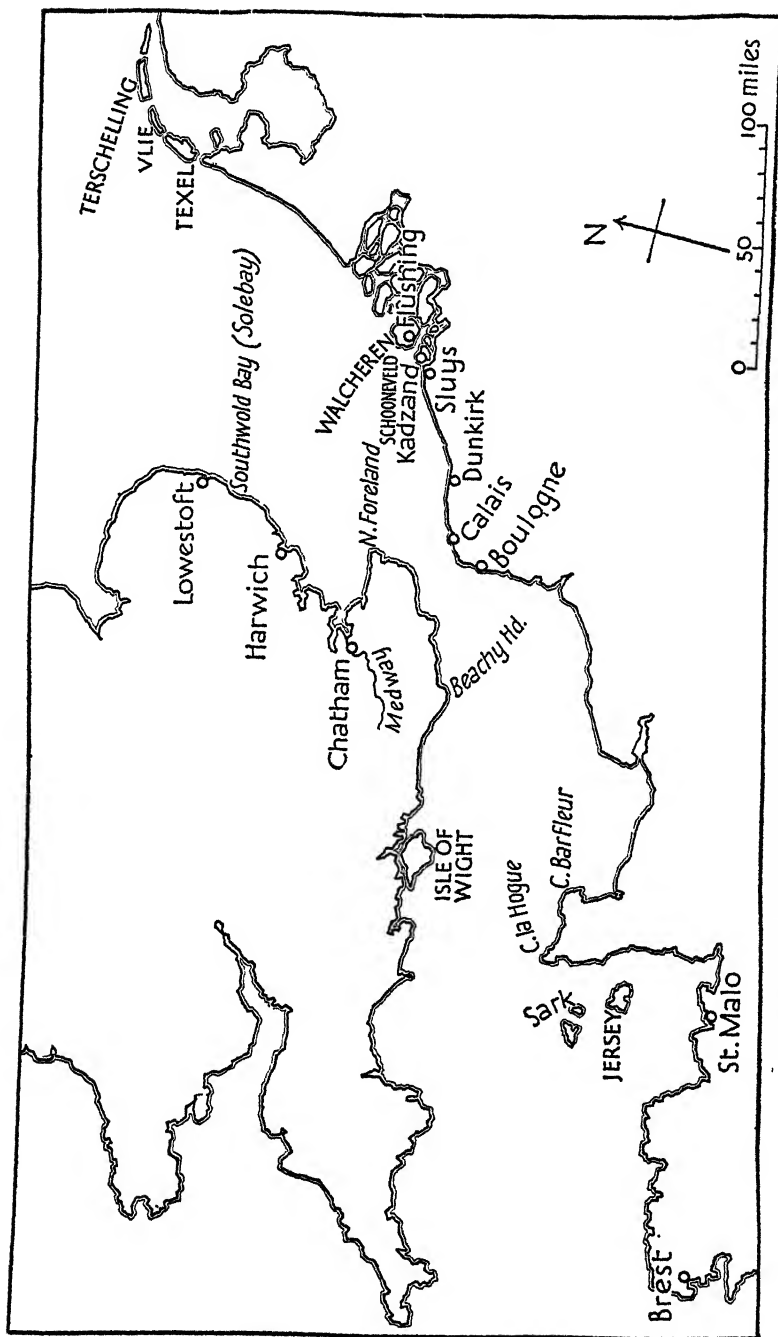 TERSCHELLING
VLIE
TEXEL
Southwold Bay (Solebay)
Lowestoft
Harwich
Chatham
Medway
N. Foreland
Beachy Hd.
ISLE OF
WIGHT
WALCHEREN
Flushing
SCHOONEVELD
Kadzand
Sluys
Dunkirk
Calais
Boulogne
C. Barfleur
C. la Hogue
Sark
JERSEY
St. Malo
Brest
N
0
50
100 miles